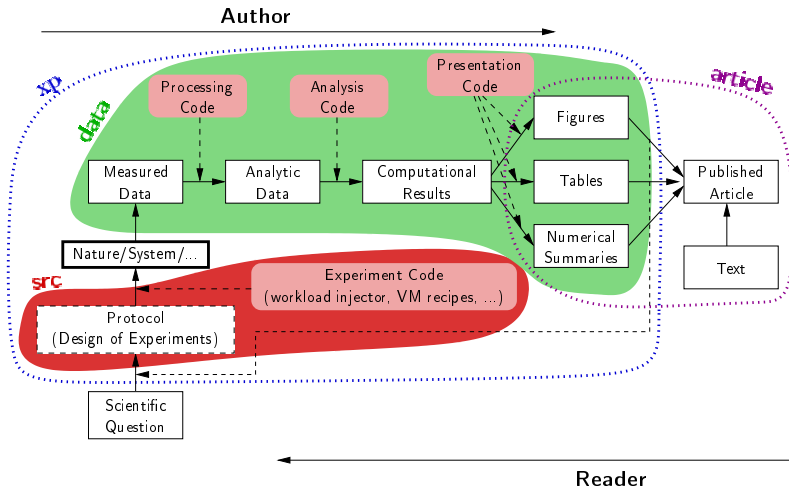 Author
xp
data
article
Processing
Code
Analysis
Code
Presentation
Code
Figures
Measured
Data
Analytic
Data
Computational
Results
Tables
Published
Article
Numerical
Summaries
Nature/System/...
Text
src
Experiment Code
(workload injector, VM recipes, ...)
Protocol
(Design of Experiments)
Scientific
Question
Reader